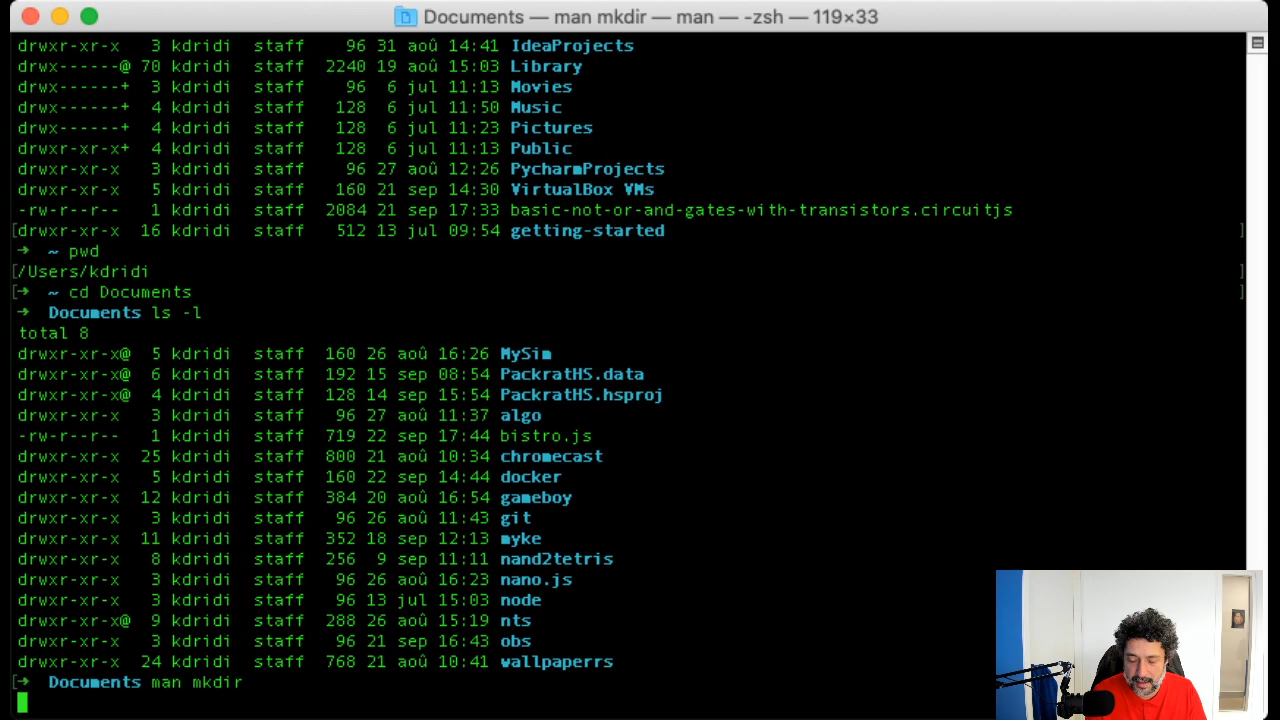 Documents — man mkdir — man — -zsh — 119×33
drwxr-xr-x   3 kdridi  staff    96 31 aoû 14:41 IdeaProjects
drwx------@ 70 kdridi  staff  2240 19 aoû 15:03 Library
drwx------+  3 kdridi  staff    96  6 jul 11:13 Movies
drwx------+  4 kdridi  staff   128  6 jul 11:50 Music
drwx------+  4 kdridi  staff   128  6 jul 11:23 Pictures
drwxr-xr-x+  4 kdridi  staff   128  6 jul 11:13 Public
drwxr-xr-x   3 kdridi  staff    96 27 aoû 12:26 PycharmProjects
drwxr-xr-x   5 kdridi  staff   160 21 sep 14:30 VirtualBox VMs
-rw-r--r--   1 kdridi  staff  2084 21 sep 17:33 basic-not-or-and-gates-with-transistors.circuitjs
[drwxr-xr-x  16 kdridi  staff   512 13 jul 09:54 getting-started ]
➜  ~ pwd
[/Users/kdridi ]
[➜  ~ cd Documents ]
➜  Documents ls -l
total 8
drwxr-xr-x@  5 kdridi  staff  160 26 aoû 16:26 MySim
drwxr-xr-x@  6 kdridi  staff  192 15 sep 08:54 PackratHS.data
drwxr-xr-x@  4 kdridi  staff  128 14 sep 15:54 PackratHS.hsproj
drwxr-xr-x   3 kdridi  staff   96 27 aoû 11:37 algo
-rw-r--r--   1 kdridi  staff  719 22 sep 17:44 bistro.js
drwxr-xr-x  25 kdridi  staff  800 21 aoû 10:34 chromecast
drwxr-xr-x   5 kdridi  staff  160 22 sep 14:44 docker
drwxr-xr-x  12 kdridi  staff  384 20 aoû 16:54 gameboy
drwxr-xr-x   3 kdridi  staff   96 26 aoû 11:43 git
drwxr-xr-x  11 kdridi  staff  352 18 sep 12:13 myke
drwxr-xr-x   8 kdridi  staff  256  9 sep 11:11 nand2tetris
drwxr-xr-x   3 kdridi  staff   96 26 aoû 16:23 nano.js
drwxr-xr-x   3 kdridi  staff   96 13 jul 15:03 node
drwxr-xr-x@  9 kdridi  staff  288 26 aoû 15:19 nts
drwxr-xr-x   3 kdridi  staff   96 21 sep 16:43 obs
drwxr-xr-x  24 kdridi  staff  768 21 aoû 10:41 wallpaperrs
[➜  Documents man mkdir